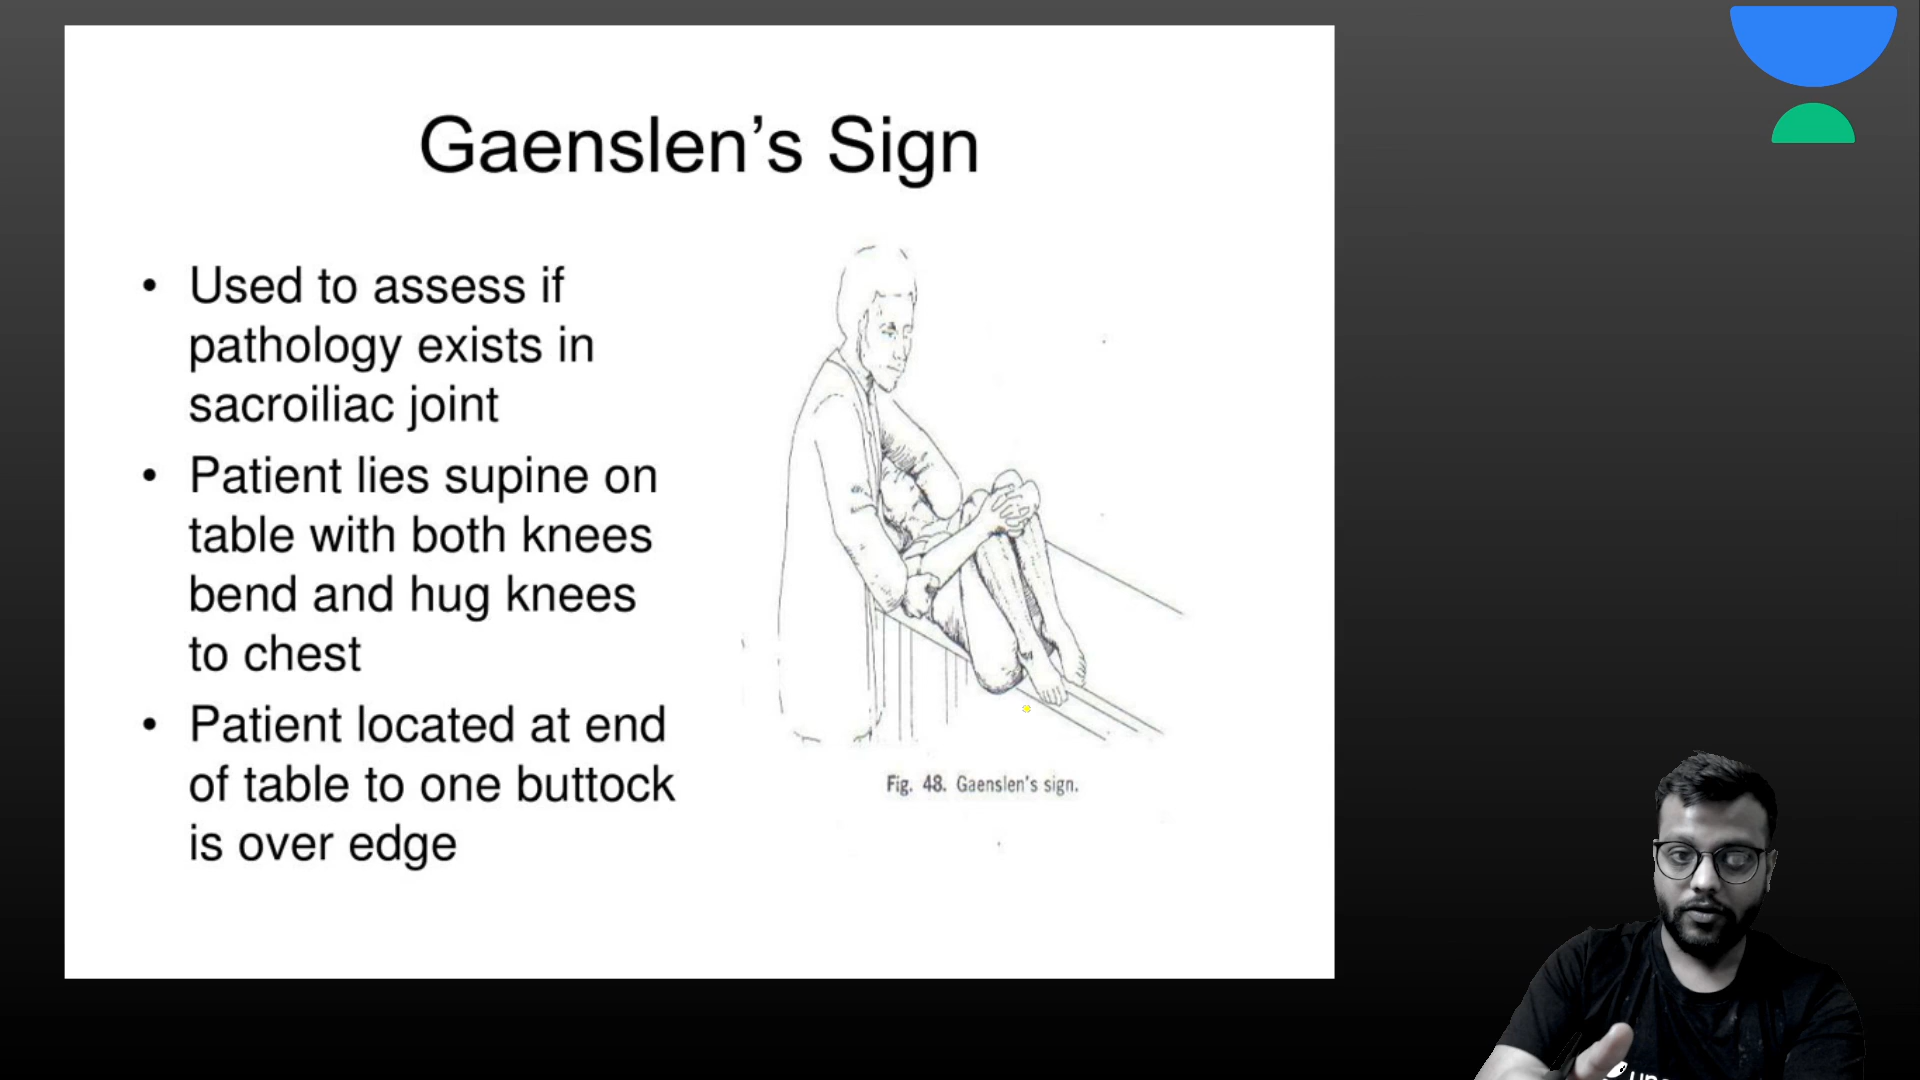 Gaenslen’s Sign
• Used to assess if
pathology exists in
sacroiliac joint
• Patient lies supine on
table with both knees
bend and hug knees
to chest
• Patient located at end
of table to one buttock
is over edge
Fig. 48. Gaenslen's sign.